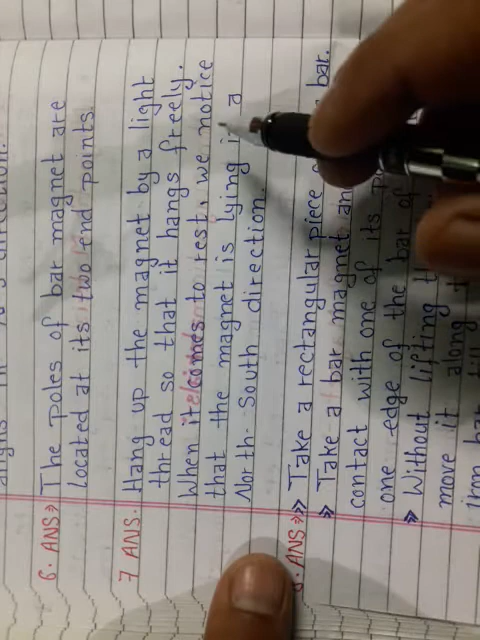 6. ANS» The poles of bar magnet are
located at its two end points.
7 ANS. Hang up the magnet by a light
thread so that it hangs freely.
When it comes to rest, we notice
that the magnet is lying a
North-South direction.
ANS»» Take a rectangular piece bar.
» Take a bar magnet
contact with one of its
one edge of the bar of
» Without lifting
move it along